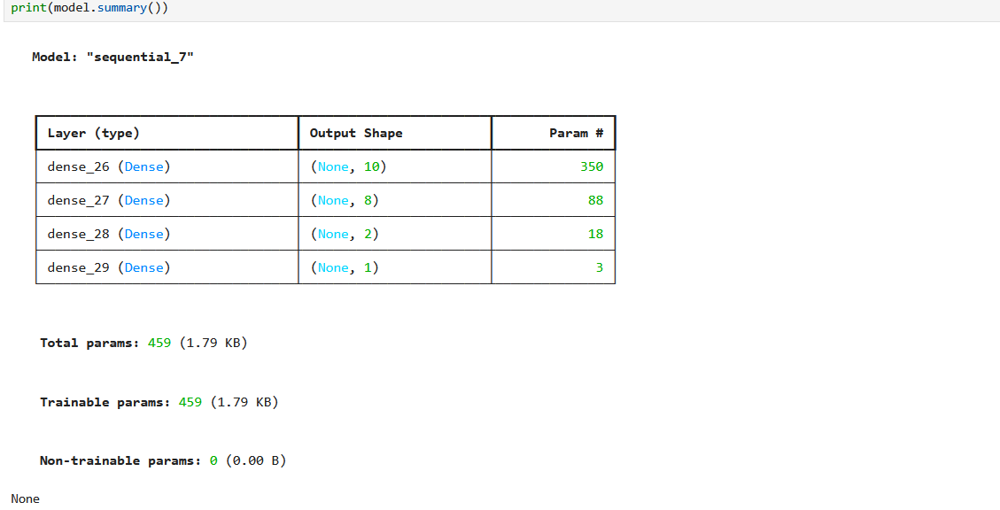 print(model.summary())
Model: "sequential_7"
Layer (type) Output Shape Param #
dense_26 (Dense) (None, 10) 350
dense_27 (Dense) (None, 8) 88
dense_28 (Dense) (None, 2) 18
dense_29 (Dense) (None, 1) 3
Total params: 459 (1.79 KB)
Trainable params: 459 (1.79 KB)
Non-trainable params: 0 (0.00 B)
None